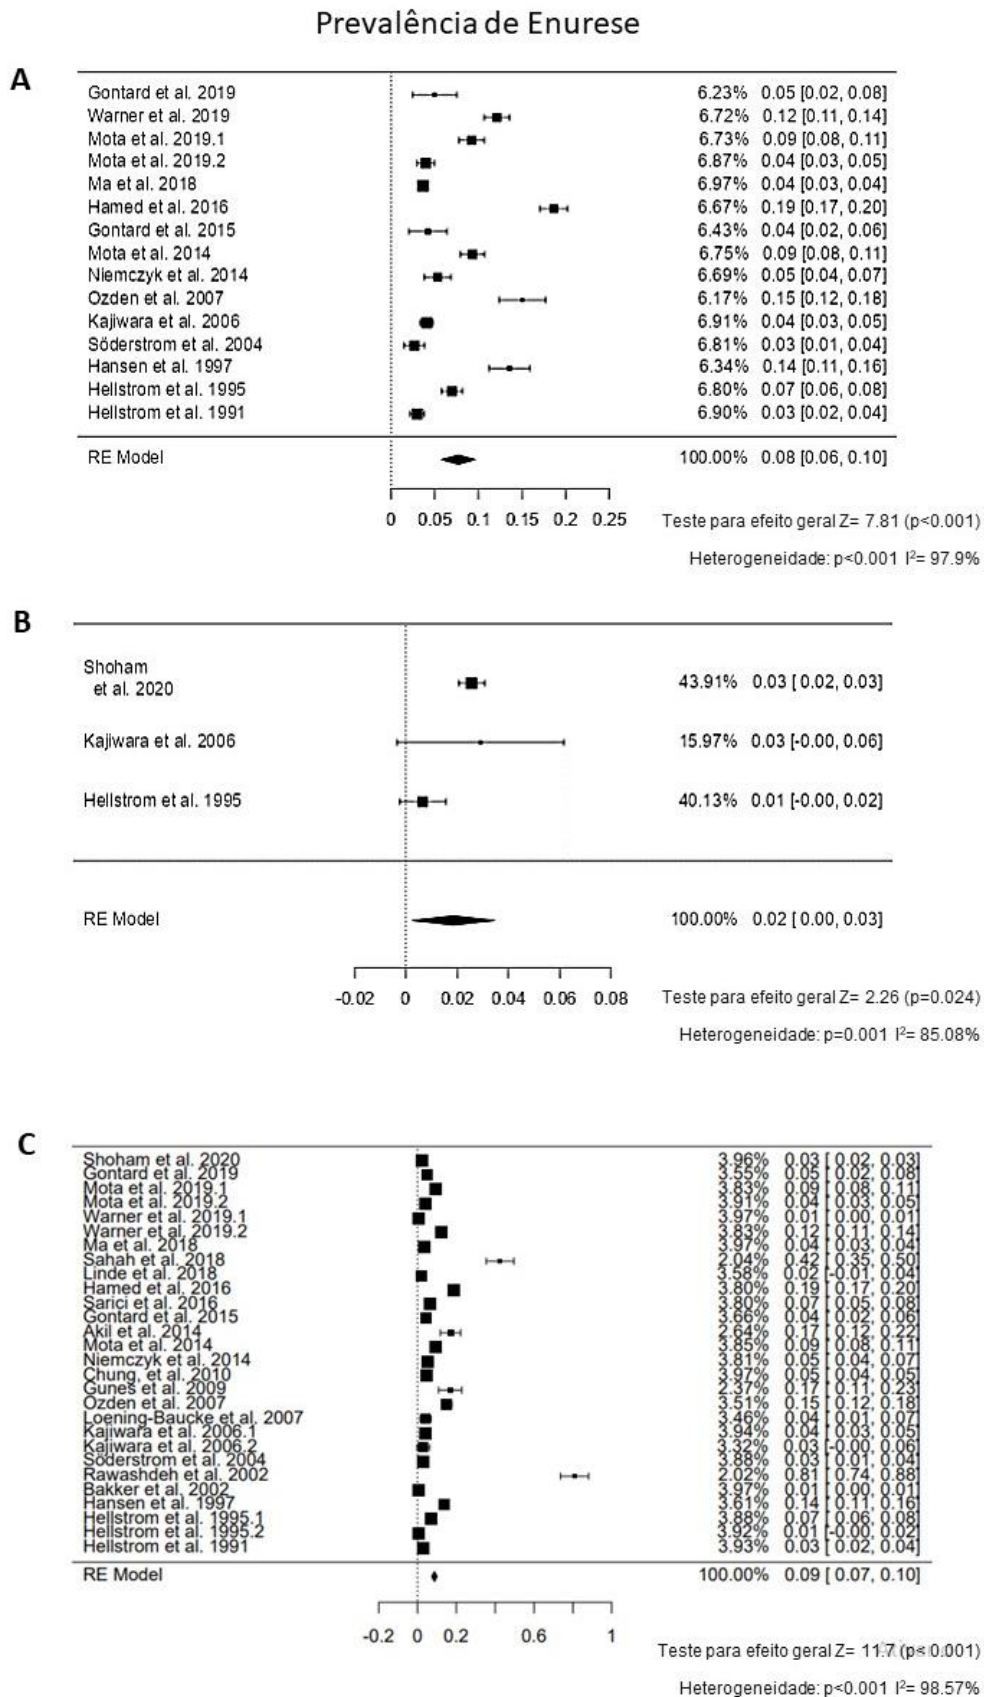 Prevalência de Enurese
A
Gontard et al. 2019 6.23% 0.05 [0.02, 0.08]
Warner et al. 2019 6.72% 0.12 [0.11, 0.14]
Mota et al. 2019.1 6.73% 0.09 [0.08, 0.11]
Mota et al. 2019.2 6.87% 0.04 [0.03, 0.05]
Ma et al. 2018 6.97% 0.04 [0.03, 0.04]
Hamed et al. 2016 6.67% 0.19 [0.17, 0.20]
Gontard et al. 2015 6.43% 0.04 [0.02, 0.06]
Mota et al. 2014 6.75% 0.09 [0.08, 0.11]
Niemczyk et al. 2014 6.69% 0.05 [0.04, 0.07]
Ozden et al. 2007 6.17% 0.15 [0.12, 0.18]
Kajiwara et al. 2006 6.91% 0.04 [0.03, 0.05]
Söderstrom et al. 2004 6.81% 0.03 [0.01, 0.04]
Hansen et al. 1997 6.34% 0.14 [0.11, 0.16]
Hellstrom et al. 1995 6.80% 0.07 [0.06, 0.08]
Hellstrom et al. 1991 6.90% 0.03 [0.02, 0.04]
RE Model 100.00% 0.08 [0.06, 0.10]
0 0.05 0.1 0.15 0.2 0.25
Teste para efeito geral Z= 7.81 (p<0.001)
Heterogeneidade: p<0.001 I²= 97.9%
B
Shoham
et al. 2020 43.91% 0.03 [ 0.02, 0.03]
Kajiwara et al. 2006 15.97% 0.03 [-0.00, 0.06]
Hellstrom et al. 1995 40.13% 0.01 [-0.00, 0.02]
RE Model 100.00% 0.02 [ 0.00, 0.03]
-0.02 0 0.02 0.04 0.06 0.08
Teste para efeito geral Z= 2.26 (p=0.024)
Heterogeneidade: p=0.001 I²= 85.08%
C
Shoham et al. 2020 3.96% 0.03 [ 0.02, 0.03]
Gontard et al. 2019 3.55% 0.05 [ 0.02, 0.08]
Mota et al. 2019.1 3.83% 0.09 [ 0.08, 0.11]
Mota et al. 2019.2 3.91% 0.04 [ 0.03, 0.05]
Warner et al. 2019.1 3.97% 0.01 [ 0.00, 0.01]
Warner et al. 2019.2 3.83% 0.12 [ 0.11, 0.14]
Ma et al. 2018 3.97% 0.04 [ 0.03, 0.04]
Sahah et al. 2018 2.04% 0.42 [ 0.35, 0.50]
Linde et al. 2018 3.58% 0.02 [-0.01, 0.04]
Hamed et al. 2016 3.80% 0.19 [ 0.17, 0.20]
Sarici et al. 2016 3.80% 0.07 [ 0.05, 0.08]
Gontard et al. 2015 3.66% 0.04 [ 0.02, 0.06]
Akil et al. 2014 2.64% 0.17 [ 0.12, 0.22]
Mota et al. 2014 3.85% 0.09 [ 0.08, 0.11]
Niemczyk et al. 2014 3.81% 0.05 [ 0.04, 0.07]
Chung, et al. 2010 3.97% 0.05 [ 0.04, 0.05]
Gunes et al. 2009 2.37% 0.17 [ 0.11, 0.23]
Ozden et al. 2007 3.51% 0.15 [ 0.12, 0.18]
Loening-Baucke et al. 2007 3.46% 0.04 [ 0.01, 0.07]
Kajiwara et al. 2006.1 3.94% 0.04 [ 0.03, 0.05]
Kajiwara et al. 2006.2 3.32% 0.03 [-0.00, 0.06]
Söderstrom et al. 2004 3.88% 0.03 [ 0.01, 0.04]
Rawashdeh et al. 2002 2.02% 0.81 [ 0.74, 0.88]
Bakker et al. 2002 3.97% 0.01 [ 0.00, 0.01]
Hansen et al. 1997 3.61% 0.14 [ 0.11, 0.16]
Hellstrom et al. 1995.1 3.88% 0.07 [ 0.06, 0.08]
Hellstrom et al. 1995.2 3.92% 0.01 [-0.00, 0.02]
Hellstrom et al. 1991 3.93% 0.03 [ 0.02, 0.04]
RE Model 100.00% 0.09 [ 0.07, 0.10]
-0.2 0 0.2 0.6 1
Teste para efeito geral Z= 11.7 (p< 0.001)
Heterogeneidade: p<0.001 I²= 98.57%